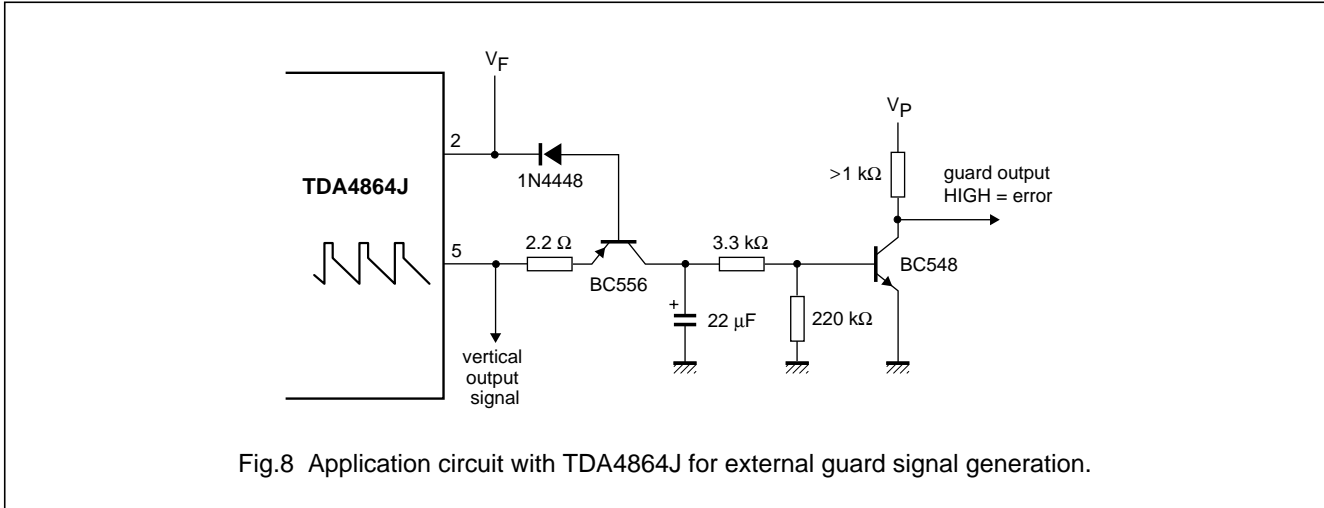 V_F
V_P
2
>1 kΩ
guard output
HIGH = error
1N4448
TDA4864J
5
2.2 Ω
3.3 kΩ
BC548
BC556
+
22 μF
220 kΩ
vertical
output
signal
Fig.8 Application circuit with TDA4864J for external guard signal generation.